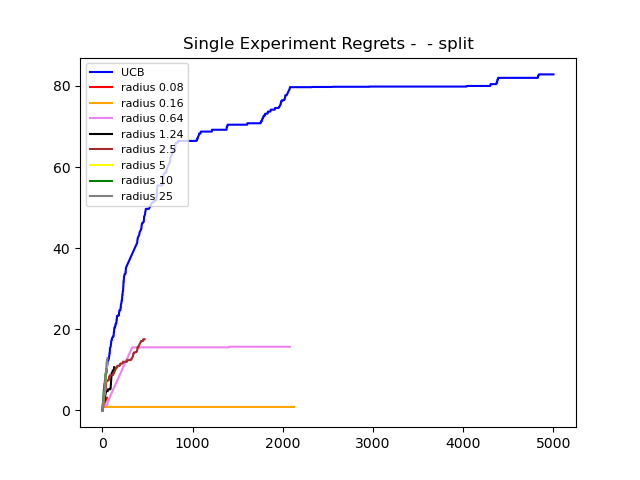 Single Experiment Regrets -  - split
UCB
radius 0.08
radius 0.16
radius 0.64
radius 1.24
radius 2.5
radius 5
radius 10
radius 25
80
60
40
20
0
0 1000 2000 3000 4000 5000